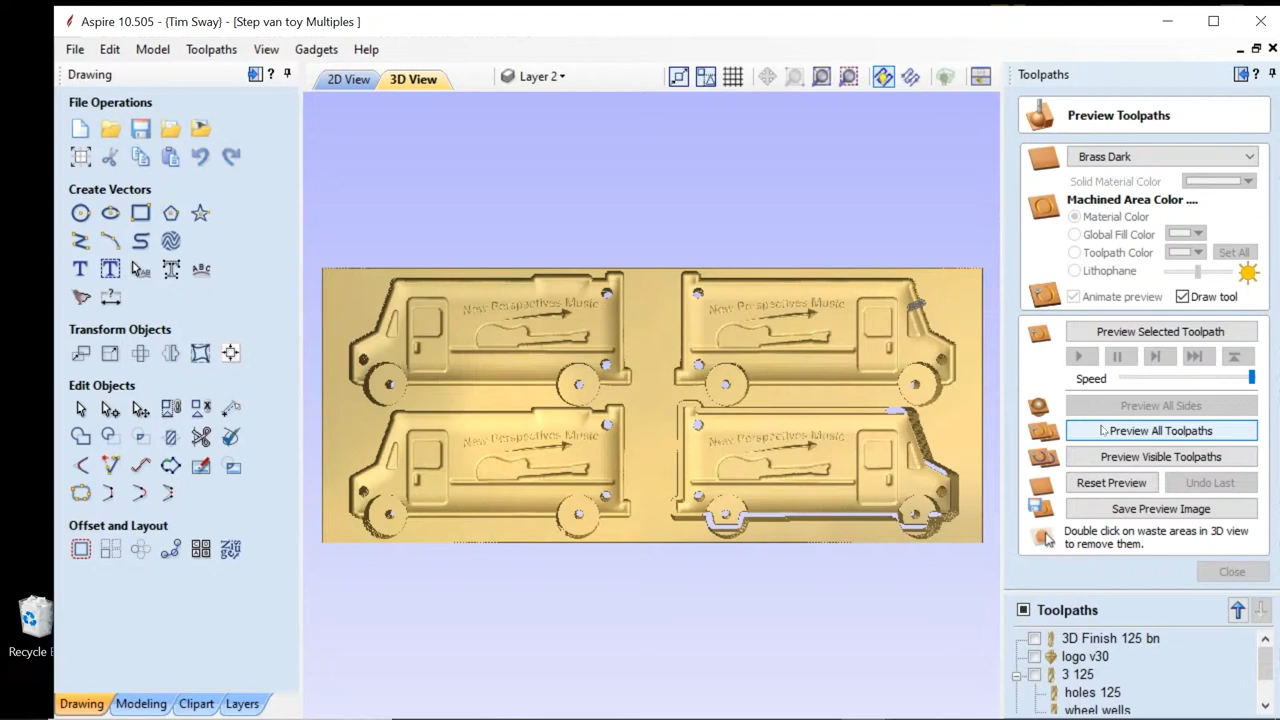 Aspire 10.505 - {Tim Sway} - [Step van toy Multiples ]
File Edit Model Toolpaths View Gadgets Help
Drawing
2D View
3D View
Layer 2
Toolpaths
File Operations
Preview Toolpaths
Brass Dark
Solid Material Color
Create Vectors
Machined Area Color ....
Material Color
Global Fill Color
Toolpath Color
Set All
Lithophane
Animate preview
Draw tool
New Perspectives Music
New Perspectives Music
Transform Objects
Preview Selected Toolpath
Speed
Edit Objects
Preview All Sides
Preview All Toolpaths
New Perspectives Music
New Perspectives Music
Preview Visible Toolpaths
Reset Preview
Undo Last
Save Preview Image
Offset and Layout
Double click on waste areas in 3D view
to remove them.
Close
Toolpaths
3D Finish 125 bn
logo v30
3 125
holes 125
wheel wells
Recycle
Drawing
Modeling
Clipart
Layers